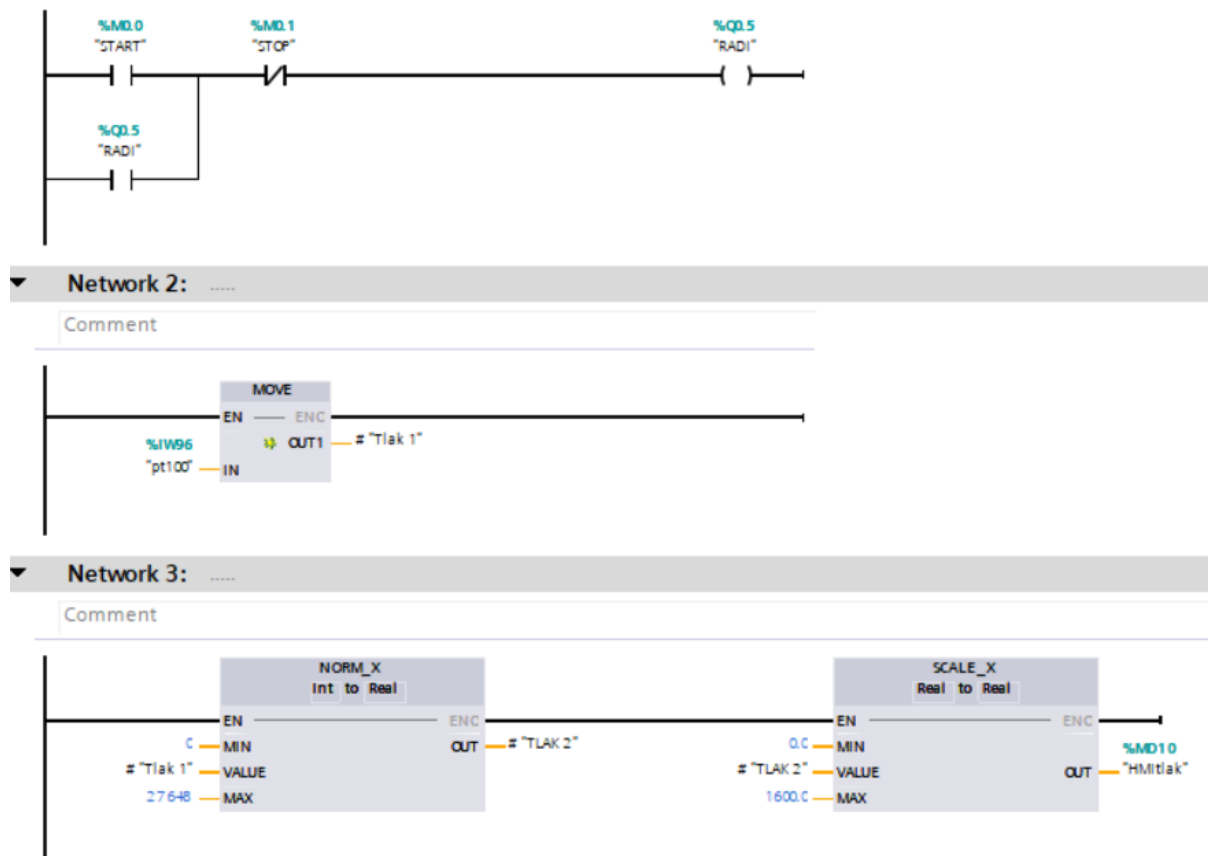 %M0.0 %M0.1 %Q0.5
"START" "STOP" "RADI"
%Q0.5
"RADI"
Network 2: .....
Comment
MOVE
EN ENO
%IW96 OUT1 # "Tlak 1"
"pt100" IN
Network 3: .....
Comment
NORM_X SCALE_X
Int to Real Real to Real
EN ENO EN ENO
0 MIN OUT # "TLAK 2" 0.0 MIN %MD10
# "Tlak 1" VALUE # "TLAK 2" VALUE OUT "HMItlak"
27648 MAX 1600.0 MAX